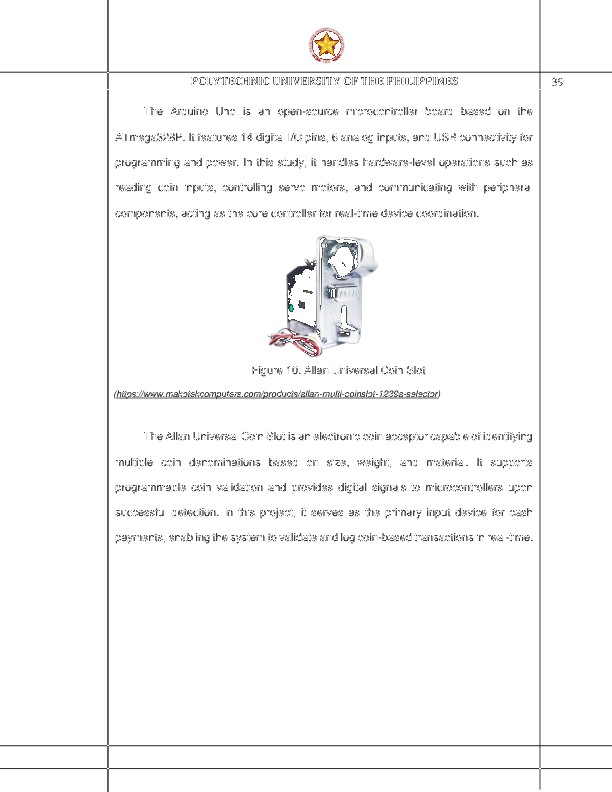 POLYTECHNIC UNIVERSITY OF THE PHILIPPINES
39
The Arduino Uno is an open-source microcontroller board based on the
ATmega328P. It features 14 digital I/O pins, 6 analog inputs, and USB connectivity for
programming and power. In this study, it handles hardware-level operations such as
reading coin inputs, controlling servo motors, and communicating with peripheral
components, acting as the core controller for real-time device coordination.
Figure 10. Allan Universal Coin Slot
(https://www.makotekcomputers.com/products/allan-multi-coinslot-1239a-selector)
The Allan Universal Coin Slot is an electronic coin acceptor capable of identifying
multiple coin denominations based on size, weight, and material. It supports
programmable coin validation and provides digital signals to microcontrollers upon
successful detection. In this project, it serves as the primary input device for cash
payments, enabling the system to validate and log coin-based transactions in real-time.